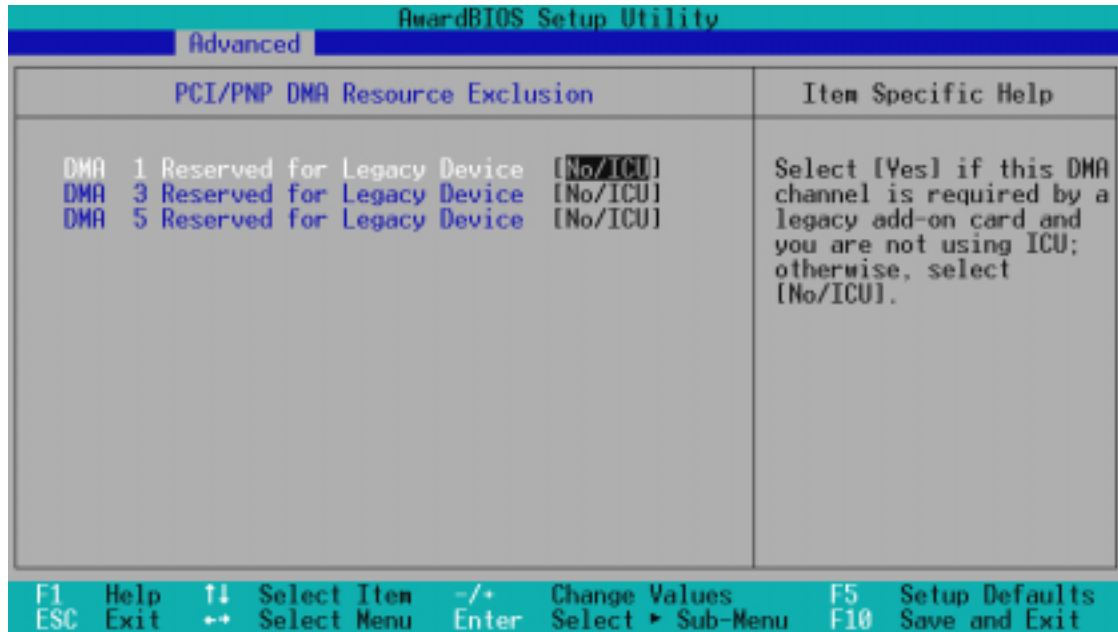 AwardBIOS Setup Utility
Advanced
PCI/PNP DMA Resource Exclusion
DMA 1 Reserved for Legacy Device [No/ICU]
DMA 3 Reserved for Legacy Device [No/ICU]
DMA 5 Reserved for Legacy Device [No/ICU]
Item Specific Help
Select [Yes] if this DMA
channel is required by a
legacy add-on card and
you are not using ICU;
otherwise, select
[No/ICU].
F1 Help ↑↓ Select Item -/+ Change Values F5 Setup Defaults
ESC Exit ←→ Select Menu Enter Select ► Sub-Menu F10 Save and Exit